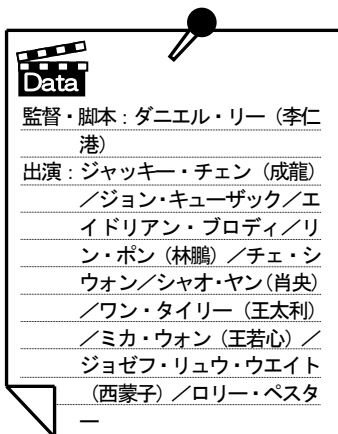 Data
監督・脚本：ダニエル・リー（李仁
港）
出演：ジャッキー・チェン（成龍）
／ジョン・キューザック／エ
イドリアン・ブロディ／リ
ン・ポン（林鵬）／チェ・シ
ウォン／シャオ・ヤン（肖央）
／ワン・タイリー（王太利）
／ミカ・ウォン（王若心）／
ジョゼフ・リュウ・ウエイト
（西蒙子）／ロリー・ペスタ
ー